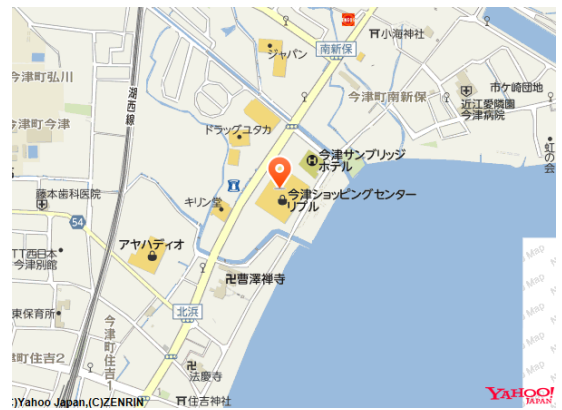 小海神社
南新保
ジャパン
今津町弘川
湖西線
今津町南新保
市ケ崎団地
近江愛隣園
今津病院
津町今津
ドラッグユタカ
今津サンブリッジ
ホテル
虹の会
藤本歯科医院
キリン堂
今津ショッピングセンター
リブル
54
アヤハディオ
TT西日本
今津別館
曹澤禅寺
北浜
東保育所
今津町住吉1
町住吉2
法慶寺
住吉神社
)Yahoo Japan,(C)ZENRIN
Map
Map
Map
YAHOO!
JAPAN